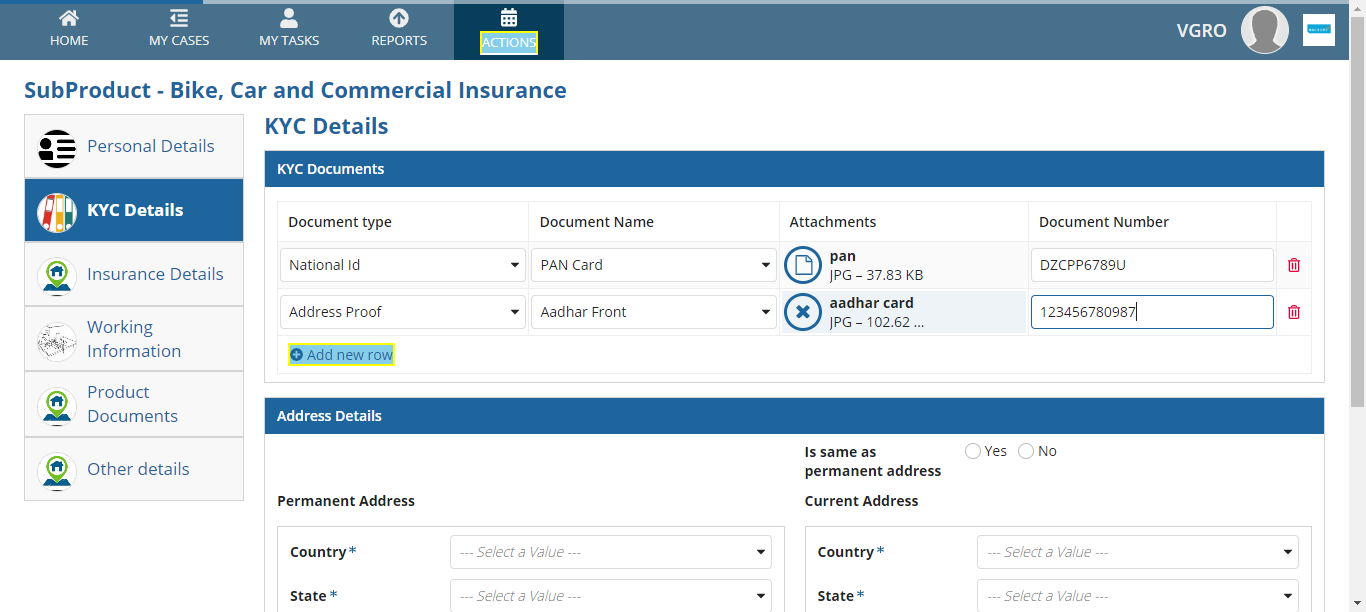 HOME
MY CASES
MY TASKS
REPORTS
ACTIONS
VGRO
SubProduct - Bike, Car and Commercial Insurance
Personal Details
KYC Details
Insurance Details
Working
Information
Product
Documents
Other details
KYC Details
KYC Documents
Document type Document Name Attachments Document Number
National Id PAN Card pan DZCPP6789U
JPG – 37.83 KB
Address Proof Aadhar Front aadhar card 123456780987
JPG – 102.62 ...
Add new row
Address Details
Is same as
permanent address
Yes No
Permanent Address Current Address
Country* --- Select a Value --- Country* --- Select a Value ---
State* --- Select a Value --- State* --- Select a Value ---